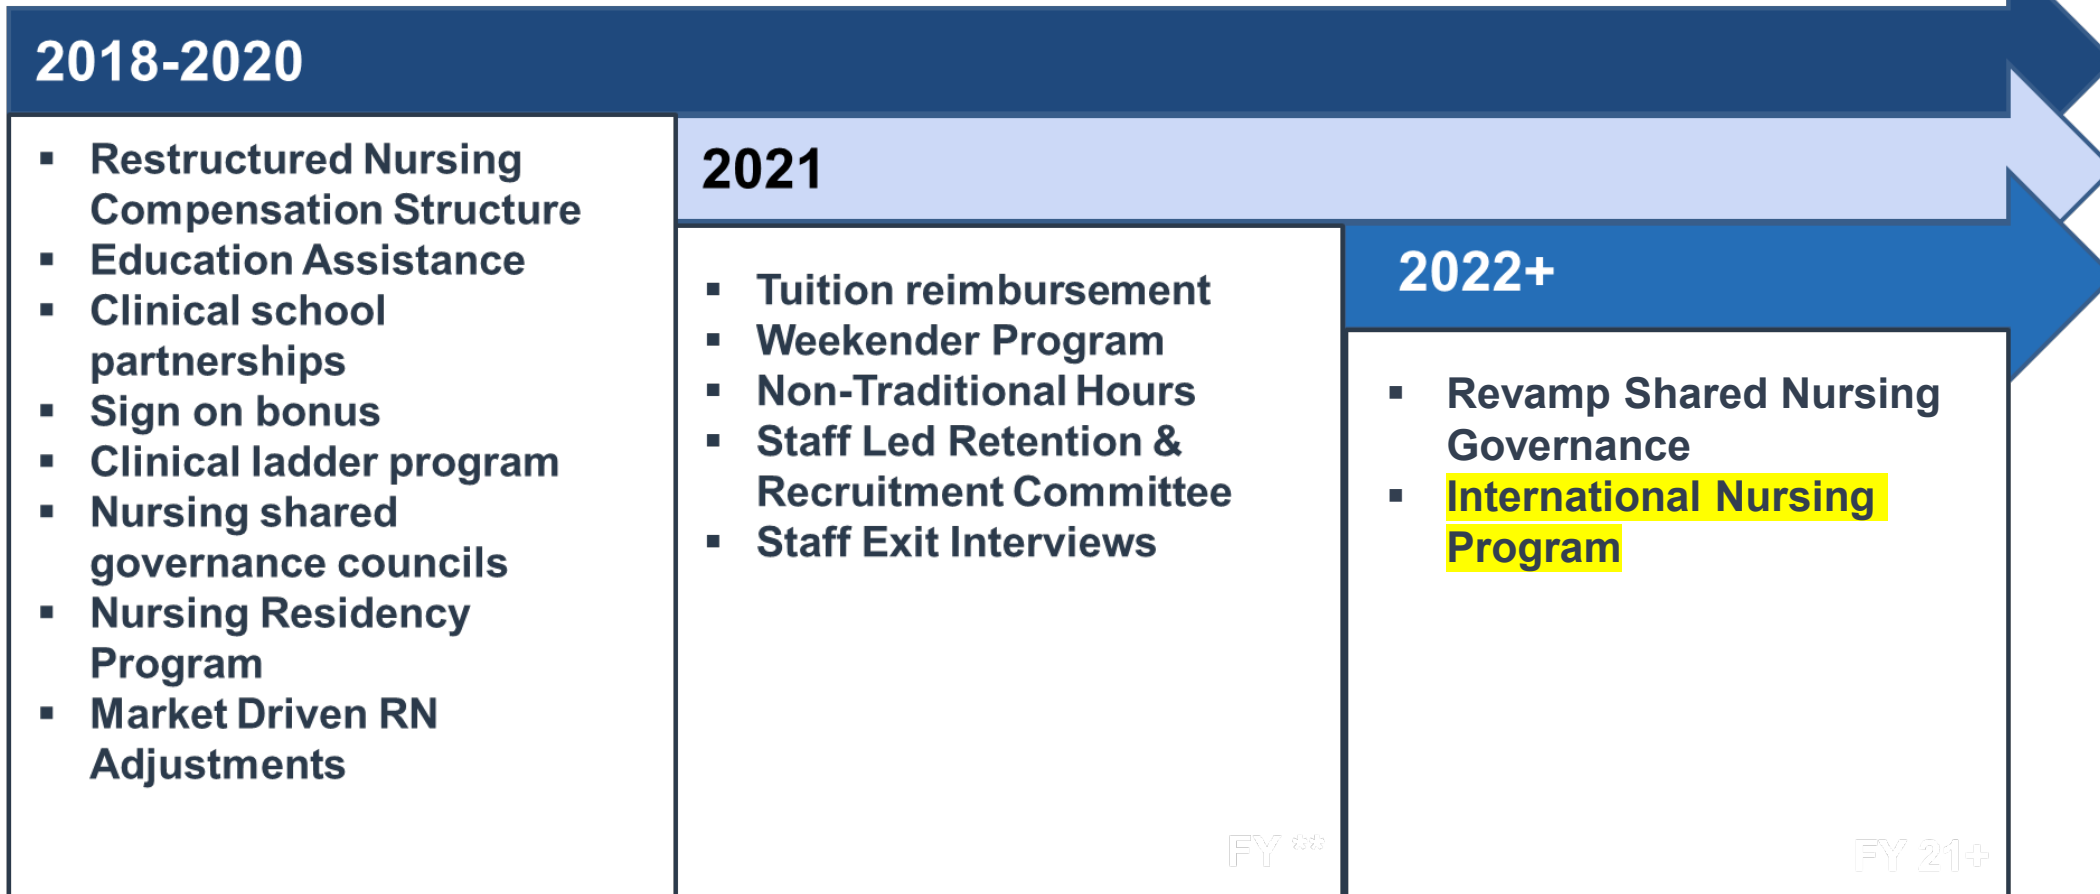 2018-2020
▪ Restructured Nursing
Compensation Structure
▪ Education Assistance
▪ Clinical school
partnerships
▪ Sign on bonus
▪ Clinical ladder program
▪ Nursing shared
governance councils
▪ Nursing Residency
Program
▪ Market Driven RN
Adjustments
2021
▪ Tuition reimbursement
▪ Weekender Program
▪ Non-Traditional Hours
▪ Staff Led Retention &
Recruitment Committee
▪ Staff Exit Interviews
FY **
2022+
▪ Revamp Shared Nursing
Governance
▪ International Nursing
Program
FY 21+